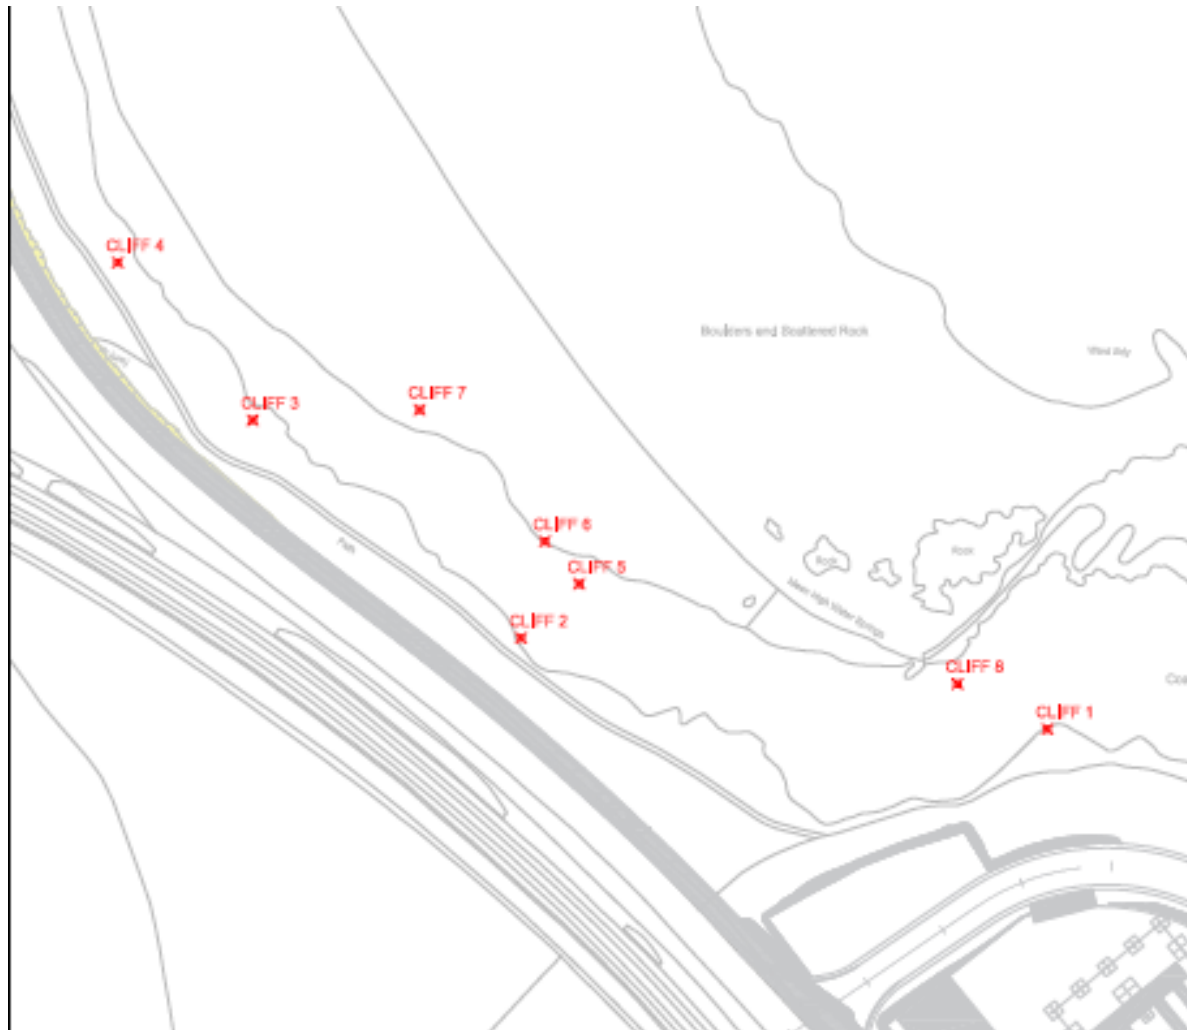 CLIFF 4
Boulders and Scattered Rock
CLIFF 7
CLIFF 3
CLIFF 6
Path
Rock
Rock
CLIFF 5
Mean High Water Springs
CLIFF 2
CLIFF 8
CLIFF 1